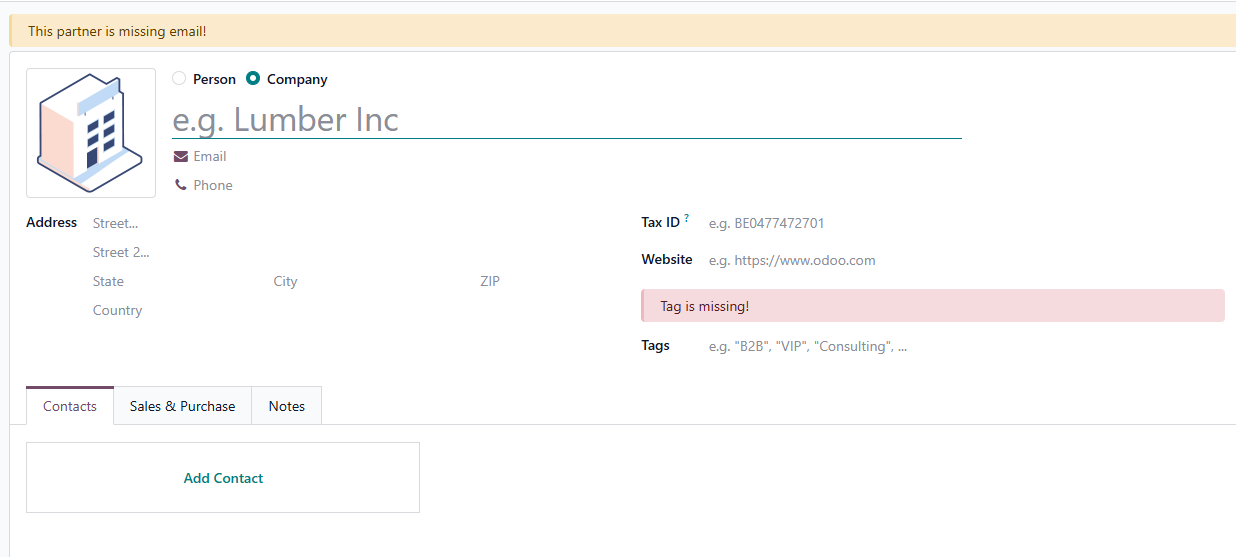 This partner is missing email!
Person Company
e.g. Lumber Inc
Email
Phone
Address Street...
Street 2...
State City ZIP
Country
Tax ID ? e.g. BE0477472701
Website e.g. https://www.odoo.com
Tag is missing!
Tags e.g. "B2B", "VIP", "Consulting", ...
Contacts Sales & Purchase Notes
Add Contact